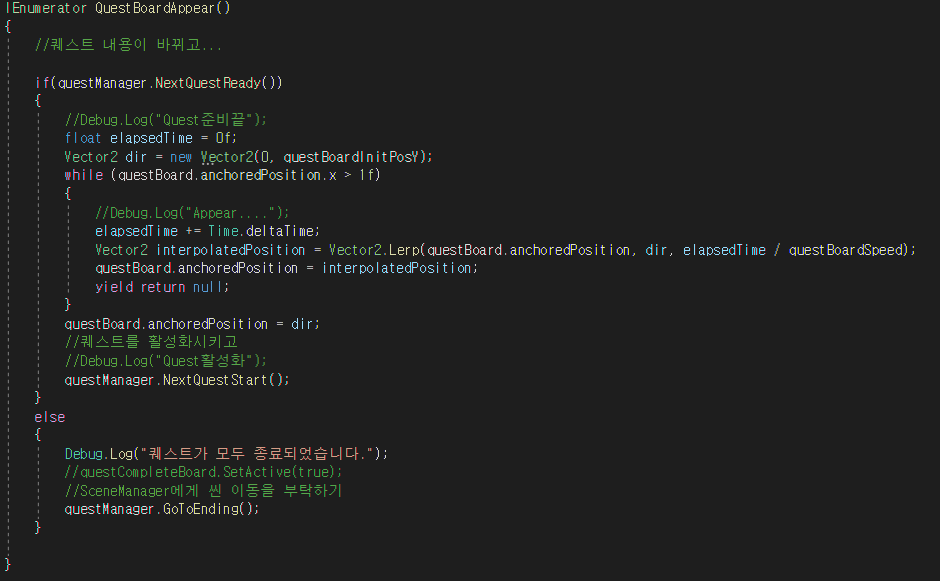 IEnumerator QuestBoardAppear()
{
//퀘스트 내용이 바뀌고...
if(questManager.NextQuestReady())
{
//Debug.Log("Quest준비끝");
float elapsedTime = 0f;
Vector2 dir = new Vector2(0, questBoardInitPosY);
while (questBoard.anchoredPosition.x > 1f)
{
//Debug.Log("Appear....");
elapsedTime += Time.deltaTime;
Vector2 interpolatedPosition = Vector2.Lerp(questBoard.anchoredPosition, dir, elapsedTime / questBoardSpeed);
questBoard.anchoredPosition = interpolatedPosition;
yield return null;
}
questBoard.anchoredPosition = dir;
//퀘스트를 활성화시키고
//Debug.Log("Quest활성화");
questManager.NextQuestStart();
}
else
{
Debug.Log("퀘스트가 모두 종료되었습니다.");
//questCompleteBoard.SetActive(true);
//SceneManager에게 씬 이동을 부탁하기
questManager.GoToEnding();
}
}